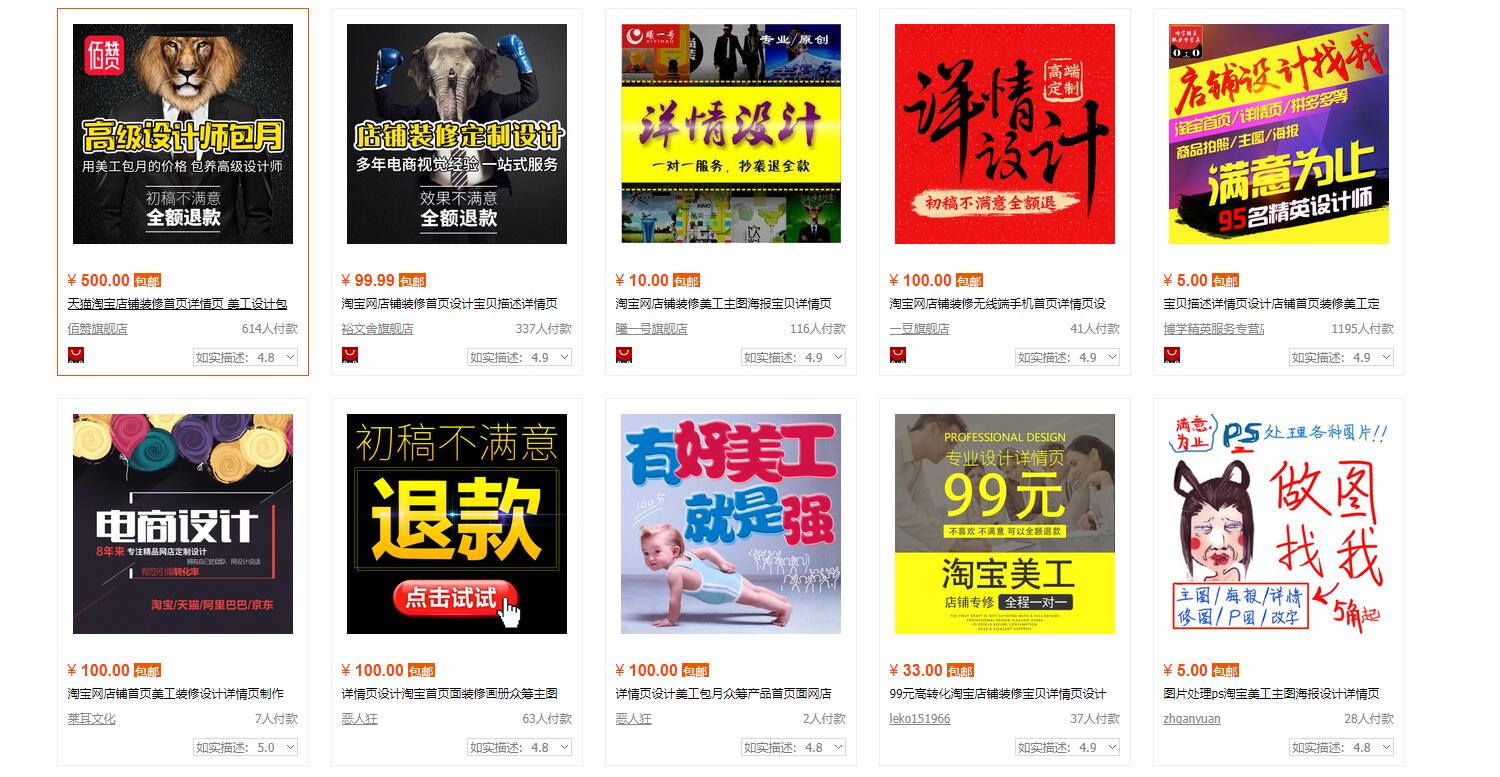 佰赞
高级设计师包月
用美工包月的价格 包养高级设计师
初稿不满意
全额退款
¥ 500.00 包邮
天猫淘宝店铺装修首页详情页 美工设计包
佰赞旗舰店 614人付款
如实描述: 4.8
店铺装修定制设计
多年电商视觉经验 一站式服务
效果不满意
全额退款
¥ 99.99 包邮
淘宝网店铺装修首页设计宝贝描述详情页
裕文舍旗舰店 337人付款
如实描述: 4.9
曦一号
XIYIHAO
专业/原创
详情设计
一对一服务, 抄袭退全款
¥ 10.00 包邮
淘宝网店铺装修美工主图海报宝贝详情页
曦一号旗舰店 116人付款
如实描述: 4.9
详情设计
高端定制
初稿不满意全额退
¥ 100.00 包邮
淘宝网店铺装修无线端手机首页详情页设
一豆旗舰店 41人付款
如实描述: 4.9
店铺设计找我
淘宝首页/详情页/拼多多等
商品拍照/主图/海报
满意为止
95名精英设计师
¥ 5.00 包邮
宝贝描述详情页设计店铺首页装修美工定
博学精英服务专营店 1195人付款
如实描述: 4.9
电商设计
8年来 专注精品网店定制设计
拥有自己的团队 用设计说话
帮您引爆转化率
淘宝/天猫/阿里巴巴/京东
¥ 100.00 包邮
淘宝网店铺首页美工装修设计详情页制作
莱耳文化 7人付款
如实描述: 5.0
初稿不满意
退款
点击试试
¥ 100.00 包邮
详情页设计淘宝首页面装修画册众筹主图
恶人狂 63人付款
如实描述: 4.8
有好美工
就是强
100分
¥ 100.00 包邮
详情页设计美工包月众筹产品首页面网店
恶人狂 2人付款
如实描述: 4.8
PROFESSIONAL DESIGN
专业设计详情页
99元
不喜欢 不满意 可以全额退款
淘宝美工
店铺专修 全程一对一
¥ 33.00 包邮
99元高转化淘宝店铺装修宝贝详情页设计
leko151966 37人付款
如实描述: 4.9
满意为止
PS处理各种图片!!
做图
找我
主图/海报/详情
修图/P图/改字
5角起
¥ 5.00 包邮
图片处理ps淘宝美工主图海报设计详情页
zhqanyuan 28人付款
如实描述: 4.8